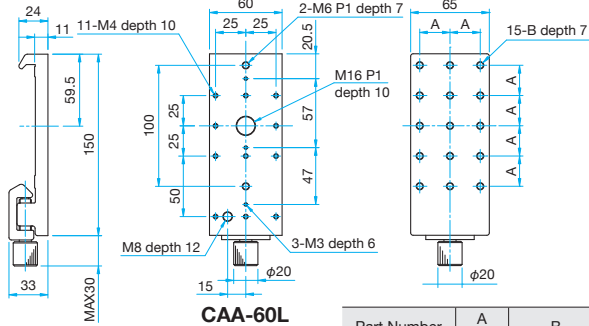 24
11
59.5
150
33
MAX30
60
25 25
11-M4 depth 10
2-M6 P1 depth 7
20.5
M16 P1
depth 10
100
25
25
50
57
47
M8 depth 12
3-M3 depth 6
φ20
15
CAA-60L
65
A A
15-B depth 7
A
A
A
A
φ20
Part Number A B